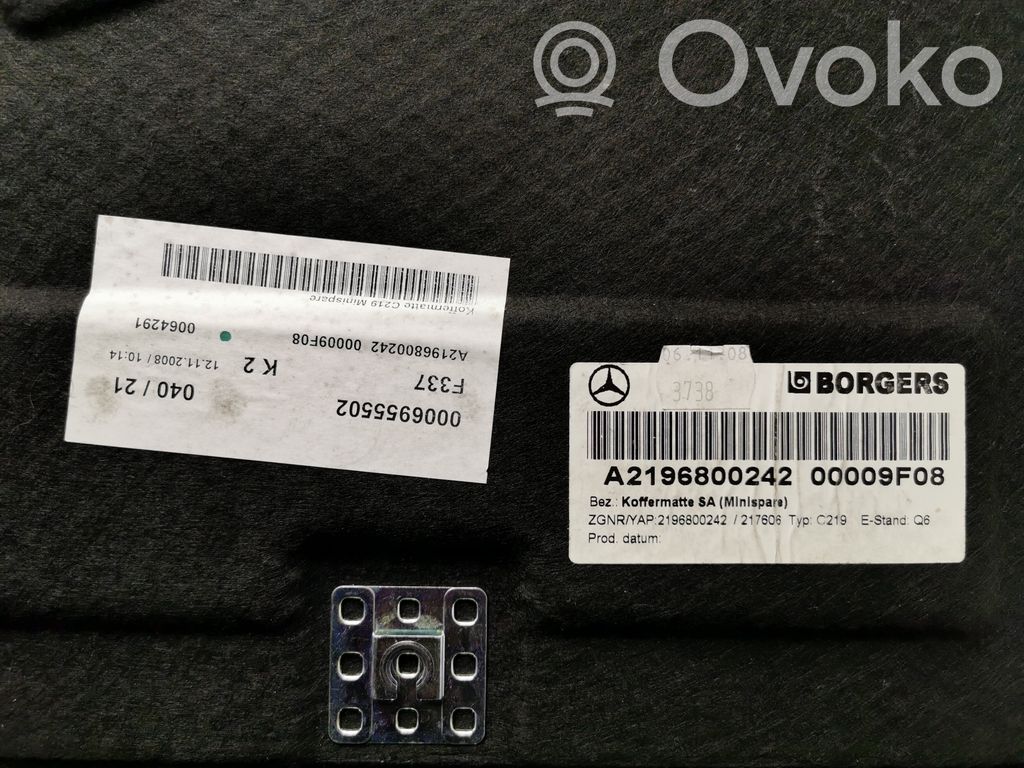 Ovoko
0006955502
F337
A2196800242 00009F08
Koffermatte C219 Minispare
040 / 21
K 2
12.11.2008 / 10:14
0064291
3738
BORGERS
A2196800242 00009F08
Bez.: Koffermatte SA (Minispare)
ZGNR/YAP:2196800242 / 217606 Typ: C219 E-Stand: Q6
Prod. datum: